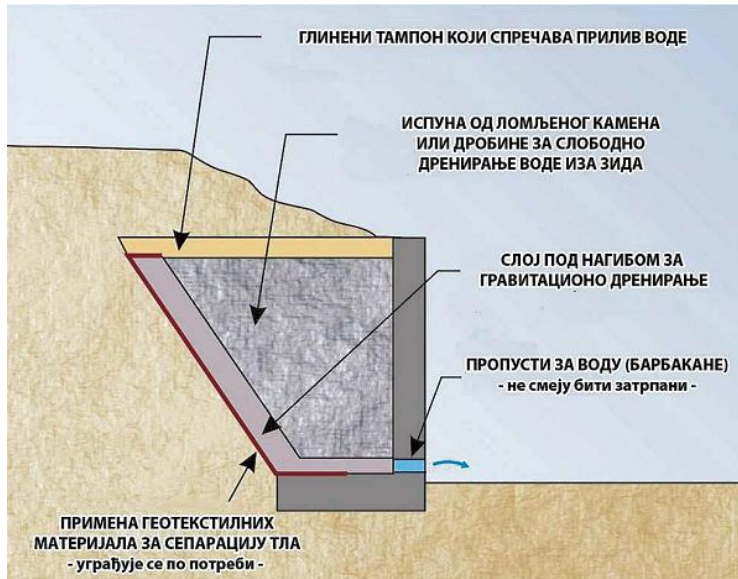 ГЛИНЕНИ ТАМПОН КОЈИ СПРЕЧАВА ПРИЛИВ ВОДЕ
ИСПУНА ОД ЛОМЉЕНОГ КАМЕНА
ИЛИ ДРОБИНЕ ЗА СЛОБОДНО
ДРЕНИРАЊЕ ВОДЕ ИЗА ЗИДА
СЛОЈ ПОД НАГИБОМ ЗА
ГРАВИТАЦИОНО ДРЕНИРАЊЕ
ПРОПУСТИ ЗА ВОДУ (БАРБАКАНЕ)
- не смеју бити затрпани -
ПРИМЕНА ГЕОТЕКСТИЛНИХ
МАТЕРИЈАЛА ЗА СЕПАРАЦИЈУ ТЛА
- уграђује се по потреби -